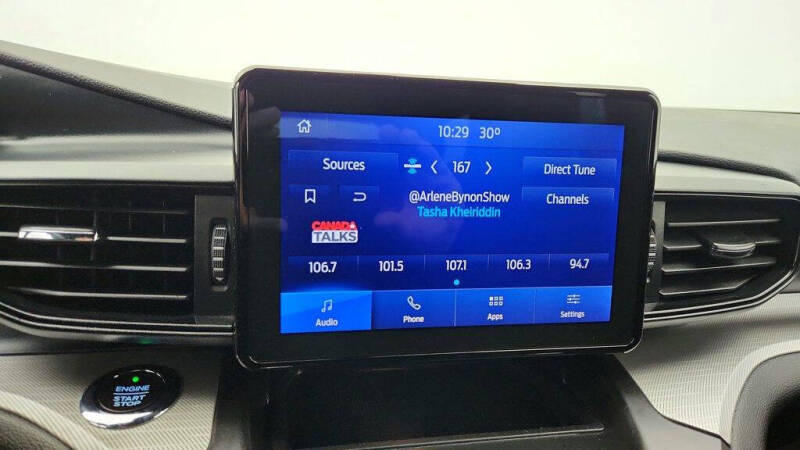 10:29 30°
Sources
167
Direct Tune
@ArleneBynonShow
Tasha Kheiriddin
Channels
CANADA
TALKS
106.7 101.5 107.1 106.3 94.7
Audio Phone Apps Settings
ENGINE
START
STOP